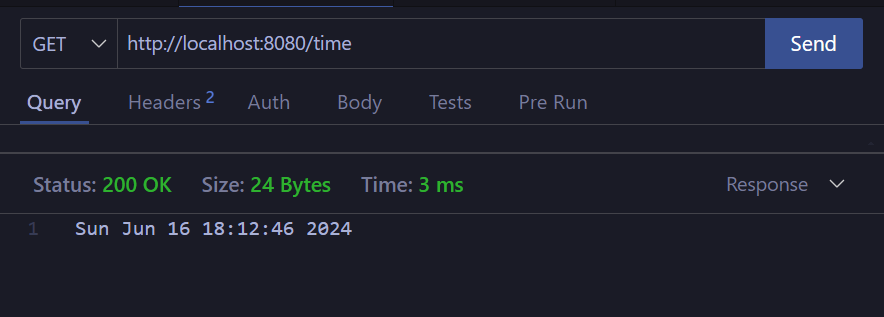 GET http://localhost:8080/time Send
Query Headers 2 Auth Body Tests Pre Run
Status: 200 OK Size: 24 Bytes Time: 3 ms Response
1 Sun Jun 16 18:12:46 2024